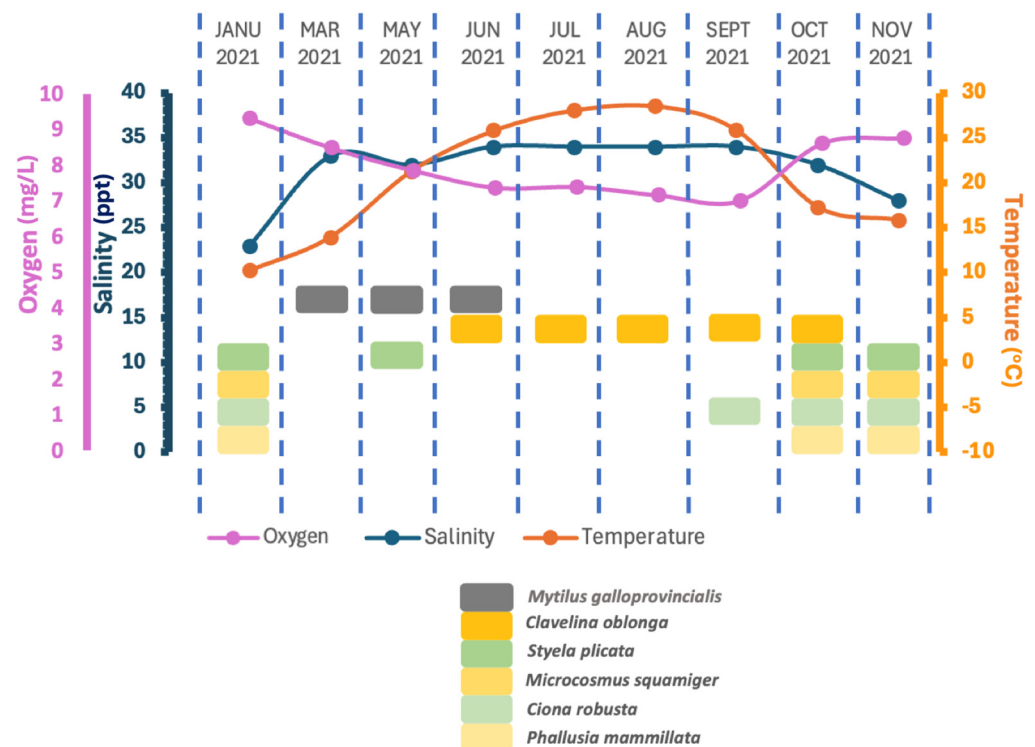 JANU MAR MAY JUN JUL AUG SEPT OCT NOV
2021 2021 2021 2021 2021 2021 2021 2021 2021
Oxygen (mg/L)
10
9
8
7
6
5
4
3
2
1
0
Salinity (ppt)
40
35
30
25
20
15
10
5
0
30
25
20
15
10
5
0
-5
-10
Temperature (°C)
Oxygen Salinity Temperature
Mytilus galloprovincialis
Clavelina oblonga
Styela plicata
Microcosmus squamiger
Ciona robusta
Phallusia mammillata